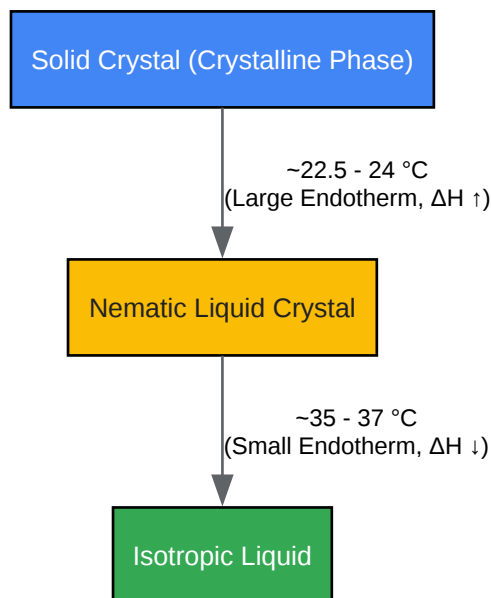 Solid Crystal (Crystalline Phase)
~22.5 - 24 °C
(Large Endotherm, ΔH ↑)
Nematic Liquid Crystal
~35 - 37 °C
(Small Endotherm, ΔH ↓)
Isotropic Liquid